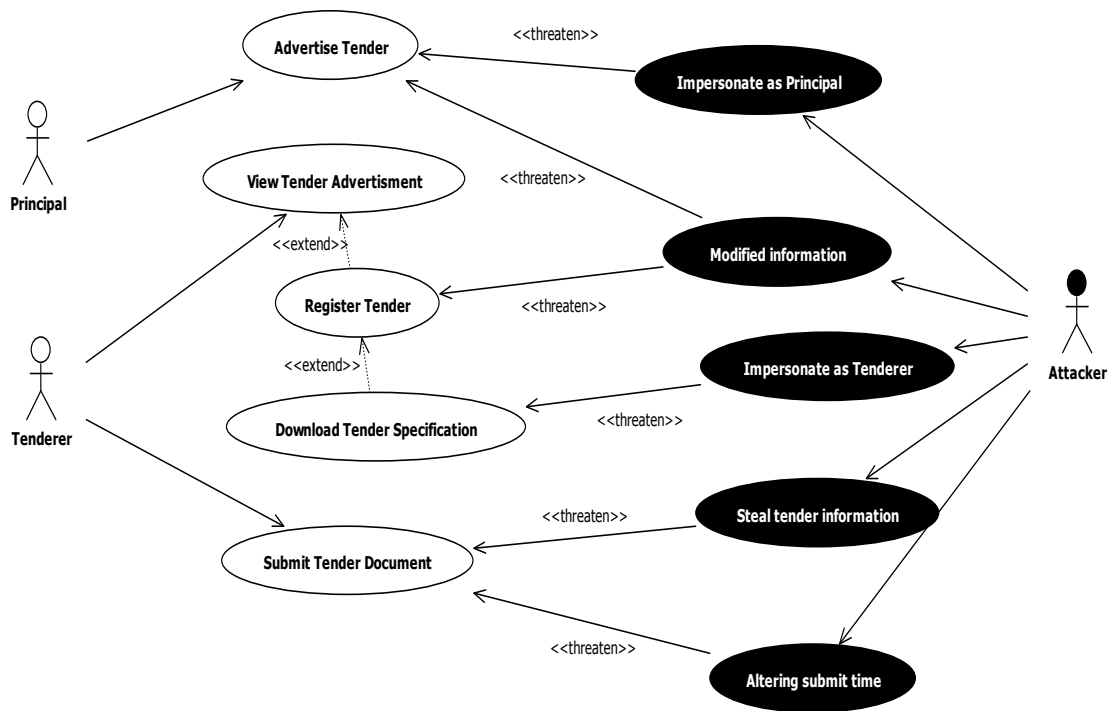 Advertise Tender
<<threaten>>
Impersonate as Principal
Principal
View Tender Advertisment
<<threaten>>
<<extend>>
Modified information
Register Tender
<<threaten>>
<<extend>>
Impersonate as Tenderer
Attacker
Tenderer
Download Tender Specification
<<threaten>>
Steal tender information
<<threaten>>
Submit Tender Document
<<threaten>>
Altering submit time